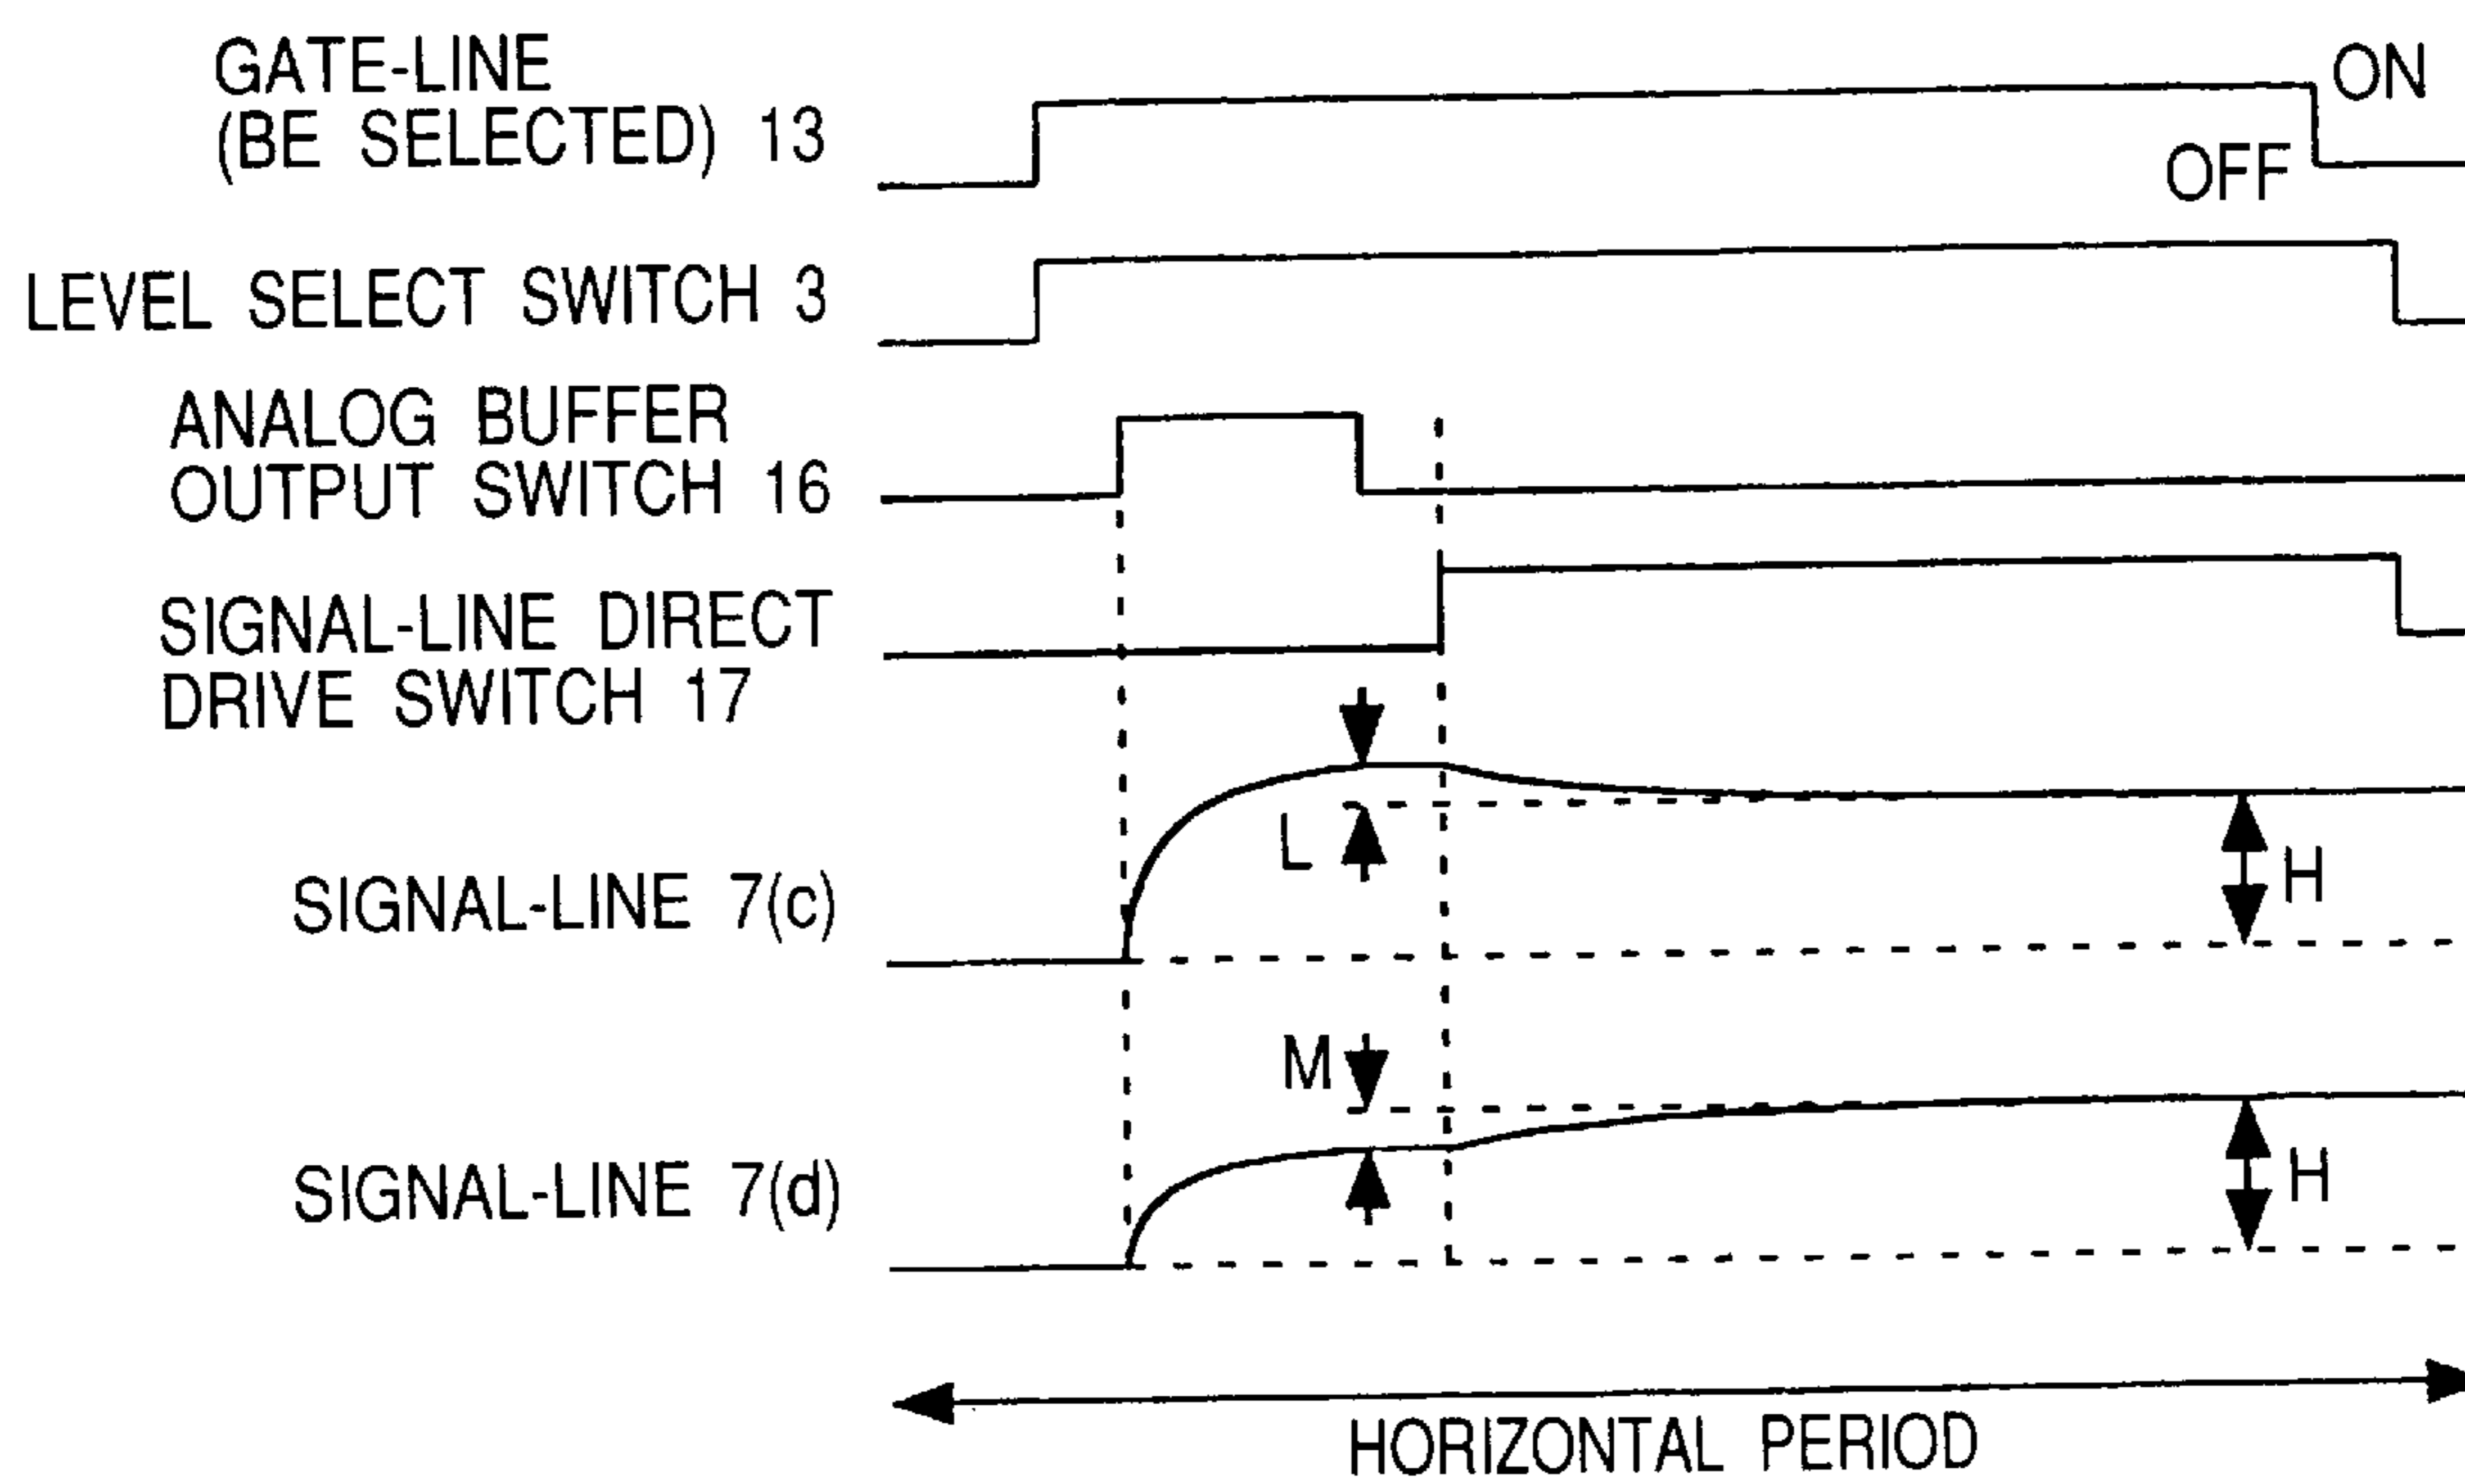 GATE-LINE
(BE SELECTED) 13
ON
OFF
LEVEL SELECT SWITCH 3
ANALOG BUFFER
OUTPUT SWITCH 16
SIGNAL-LINE DIRECT
DRIVE SWITCH 17
L
SIGNAL-LINE 7(c)
H
M
SIGNAL-LINE 7(d)
H
HORIZONTAL PERIOD